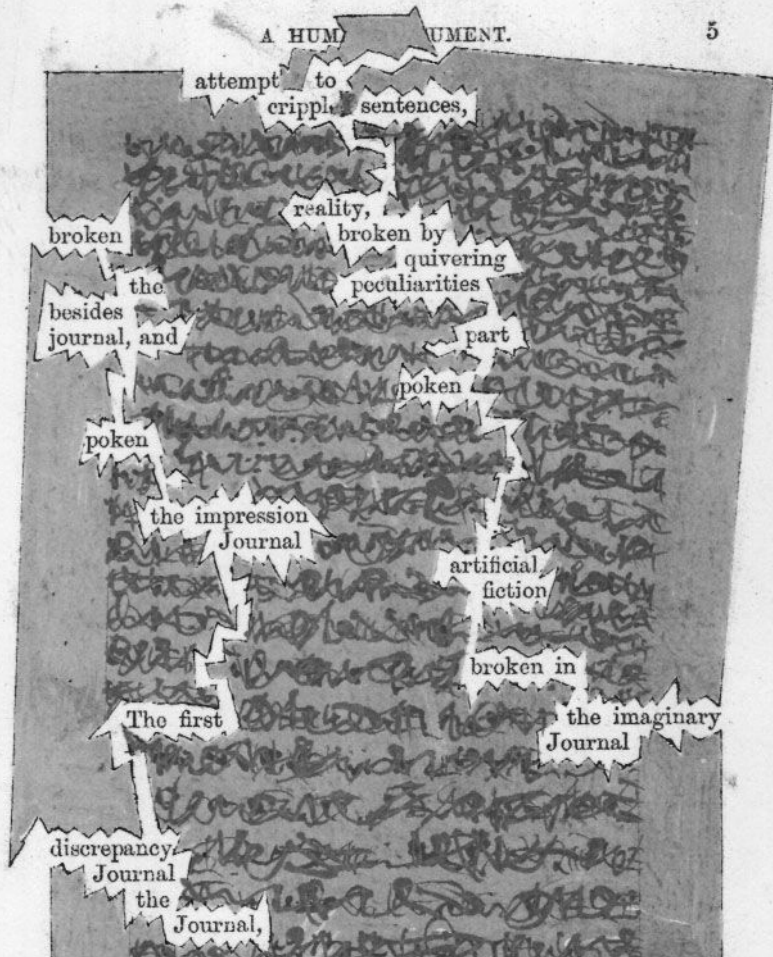 A HUM UMENT. 5
attempt to
cripple sentences,
reality,
broken broken by
quivering
the peculiarities
besides
journal, and part
poken
poken
the impression
Journal
artificial
fiction
broken in
The first the imaginary
Journal
discrepancy
Journal
the
Journal,